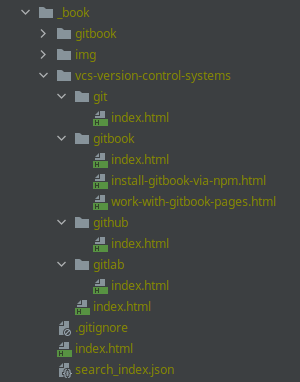 _book
gitbook
img
vcs-version-control-systems
git
index.html
gitbook
index.html
install-gitbook-via-npm.html
work-with-gitbook-pages.html
github
index.html
gitlab
index.html
index.html
.gitignore
index.html
search_index.json